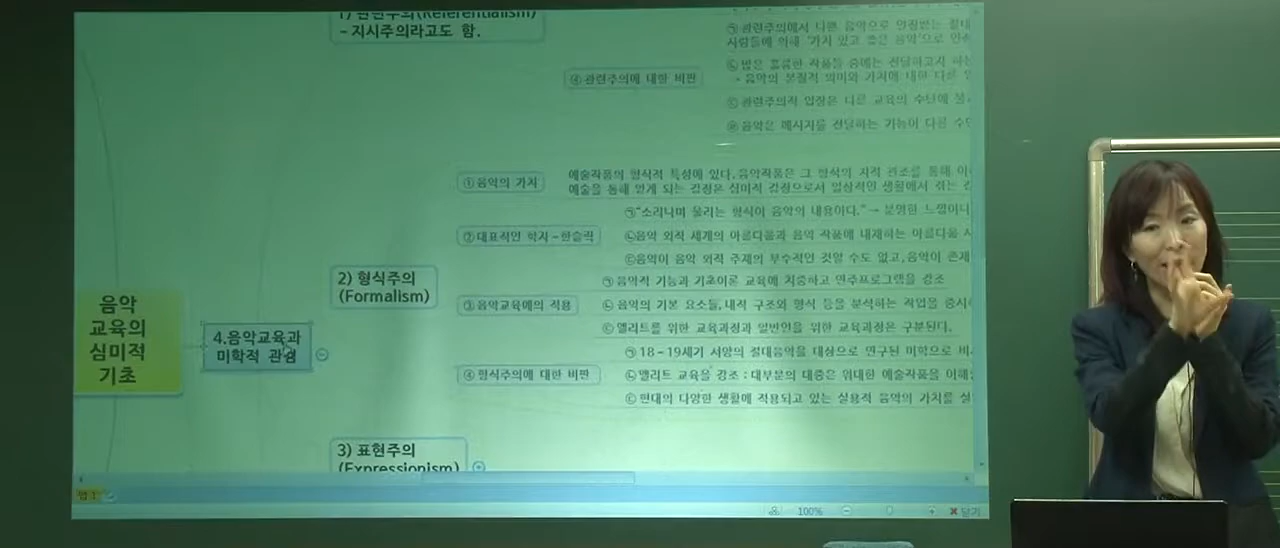 1) 관련주의(Referentialism)
- 지시주의라고도 함.
④ 관련주의에 대한 비판
㉠ 관련주의에서 나쁜 음악으로 인정받는 절대
사람들에 의해 '가치 있고 좋은 음악'으로 인
㉡ 많은 훌륭한 작품들 중에는 전달하고자 하는
→ 음악의 본질적 의미와 가치에 대한 다른
㉢ 관련주의적 입장은 다른 교육의 수단에
㉣ 음악은 메시지를 전달하는 기능이 다른 수단
① 음악의 가치
예술작품의 형식적 특성에 있다. 음악작품은 그 형식의 지적 관조를 통해
예술을 통해 얻게 되는 감정은 심미적 감정으로서 일상적인 생활에서 겪는
2) 형식주의
(Formalism)
② 대표적인 학자 - 한슬릭
㉠ "소리나며 울리는 형식이 음악의 내용이다." → 분명한 느낌이나
㉡ 음악 외적 세계의 아름다움과 음악 작품에 내재하는 아름다움
㉢ 음악이 음악 외적 주제의 부수적인 것일 수도 없고, 음악이 존재
③ 음악교육에의 적용
㉠ 음악적 기능과 기초이론 교육에 치중하고 연주프로그램을 강조
㉡ 음악의 기본 요소들, 내적 구조와 형식 등을 분석하는 작업을 중시
㉢ 엘리트를 위한 교육과정과 일반인을 위한 교육과정은 구분된다.
④ 형식주의에 대한 비판
㉠ 18-19세기 서양의 절대음악을 대상으로 연구된 미학으로
㉡ 엘리트 교육을 강조 : 대부분의 대중은 위대한 예술작품을 이해
㉢ 현대의 다양한 생활에 적용되고 있는 실용적 음악의 가치를
음악
교육의
심미적
기초
4.음악교육과
미학적 관점
3) 표현주의
(Expressionism)
맵 1
100%
닫기